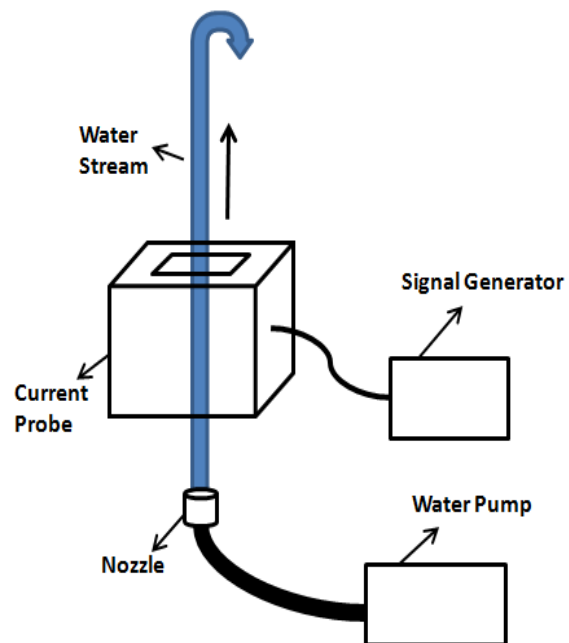 Water
Stream
Signal Generator
Current
Probe
Water Pump
Nozzle